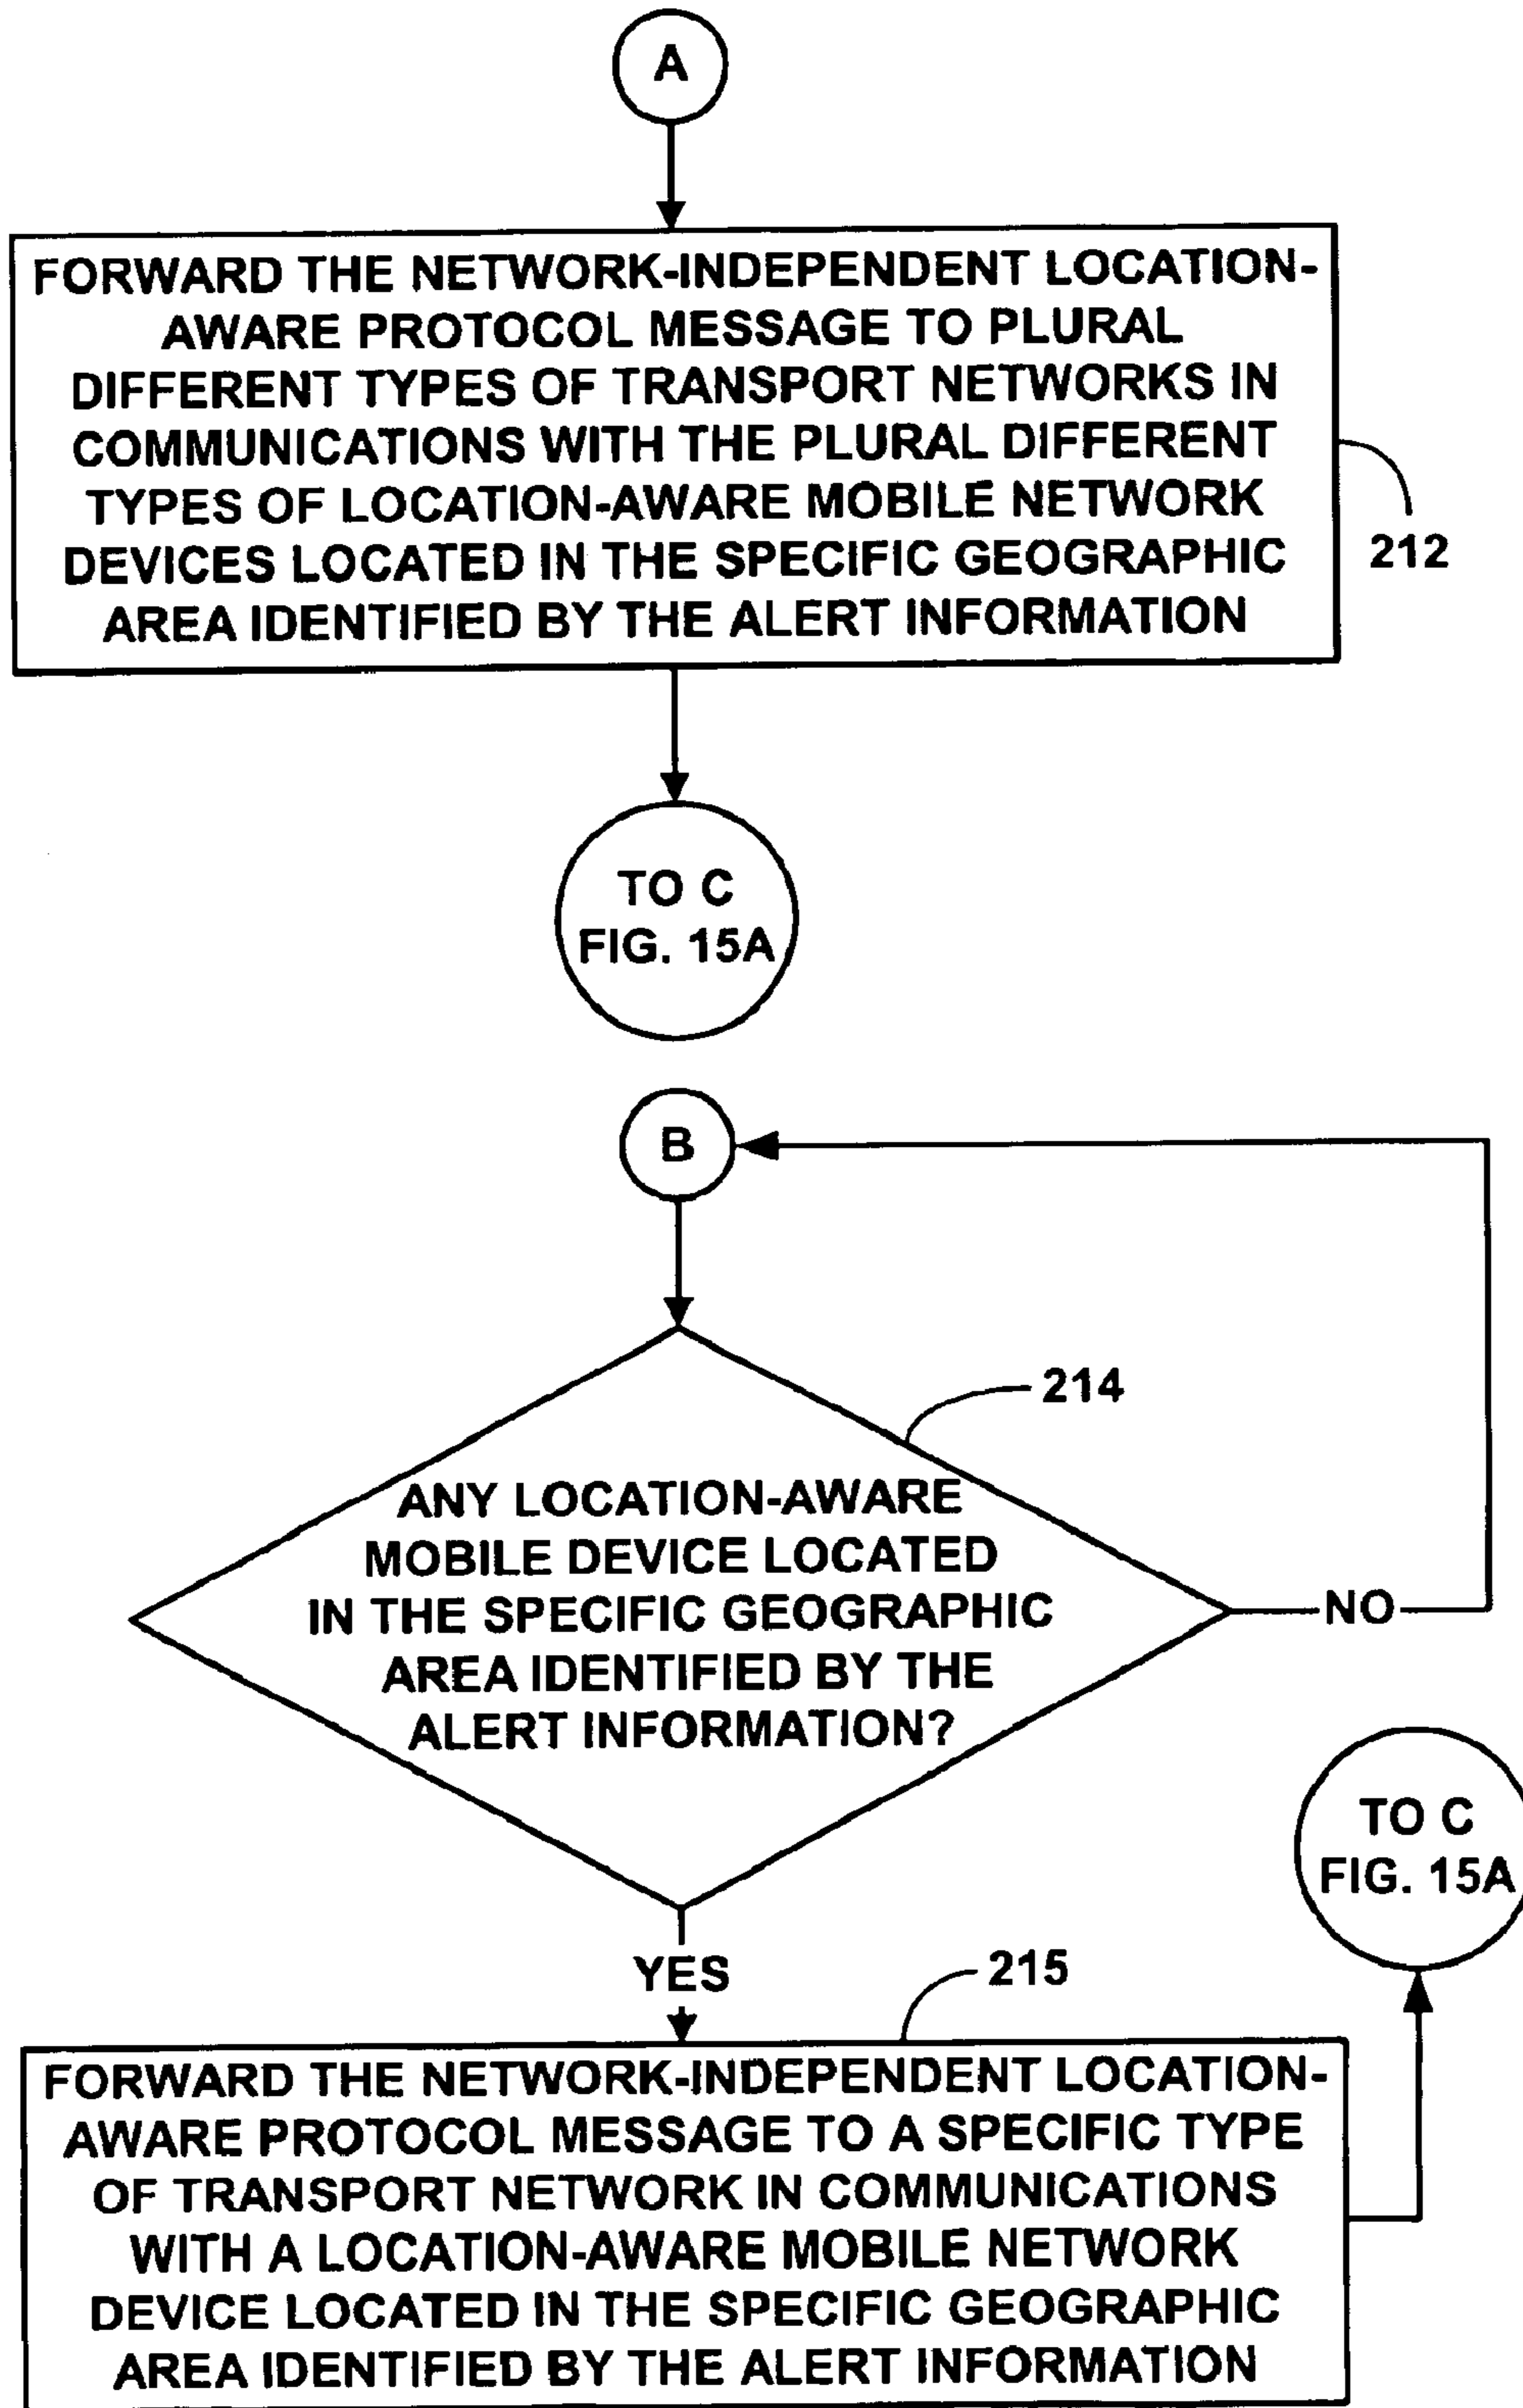 A
FORWARD THE NETWORK-INDEPENDENT LOCATION-
AWARE PROTOCOL MESSAGE TO PLURAL
DIFFERENT TYPES OF TRANSPORT NETWORKS IN
COMMUNICATIONS WITH THE PLURAL DIFFERENT
TYPES OF LOCATION-AWARE MOBILE NETWORK
DEVICES LOCATED IN THE SPECIFIC GEOGRAPHIC
AREA IDENTIFIED BY THE ALERT INFORMATION
212
TO C
FIG. 15A
B
214
ANY LOCATION-AWARE
MOBILE DEVICE LOCATED
IN THE SPECIFIC GEOGRAPHIC
AREA IDENTIFIED BY THE
ALERT INFORMATION?
NO
TO C
FIG. 15A
YES
215
FORWARD THE NETWORK-INDEPENDENT LOCATION-
AWARE PROTOCOL MESSAGE TO A SPECIFIC TYPE
OF TRANSPORT NETWORK IN COMMUNICATIONS
WITH A LOCATION-AWARE MOBILE NETWORK
DEVICE LOCATED IN THE SPECIFIC GEOGRAPHIC
AREA IDENTIFIED BY THE ALERT INFORMATION